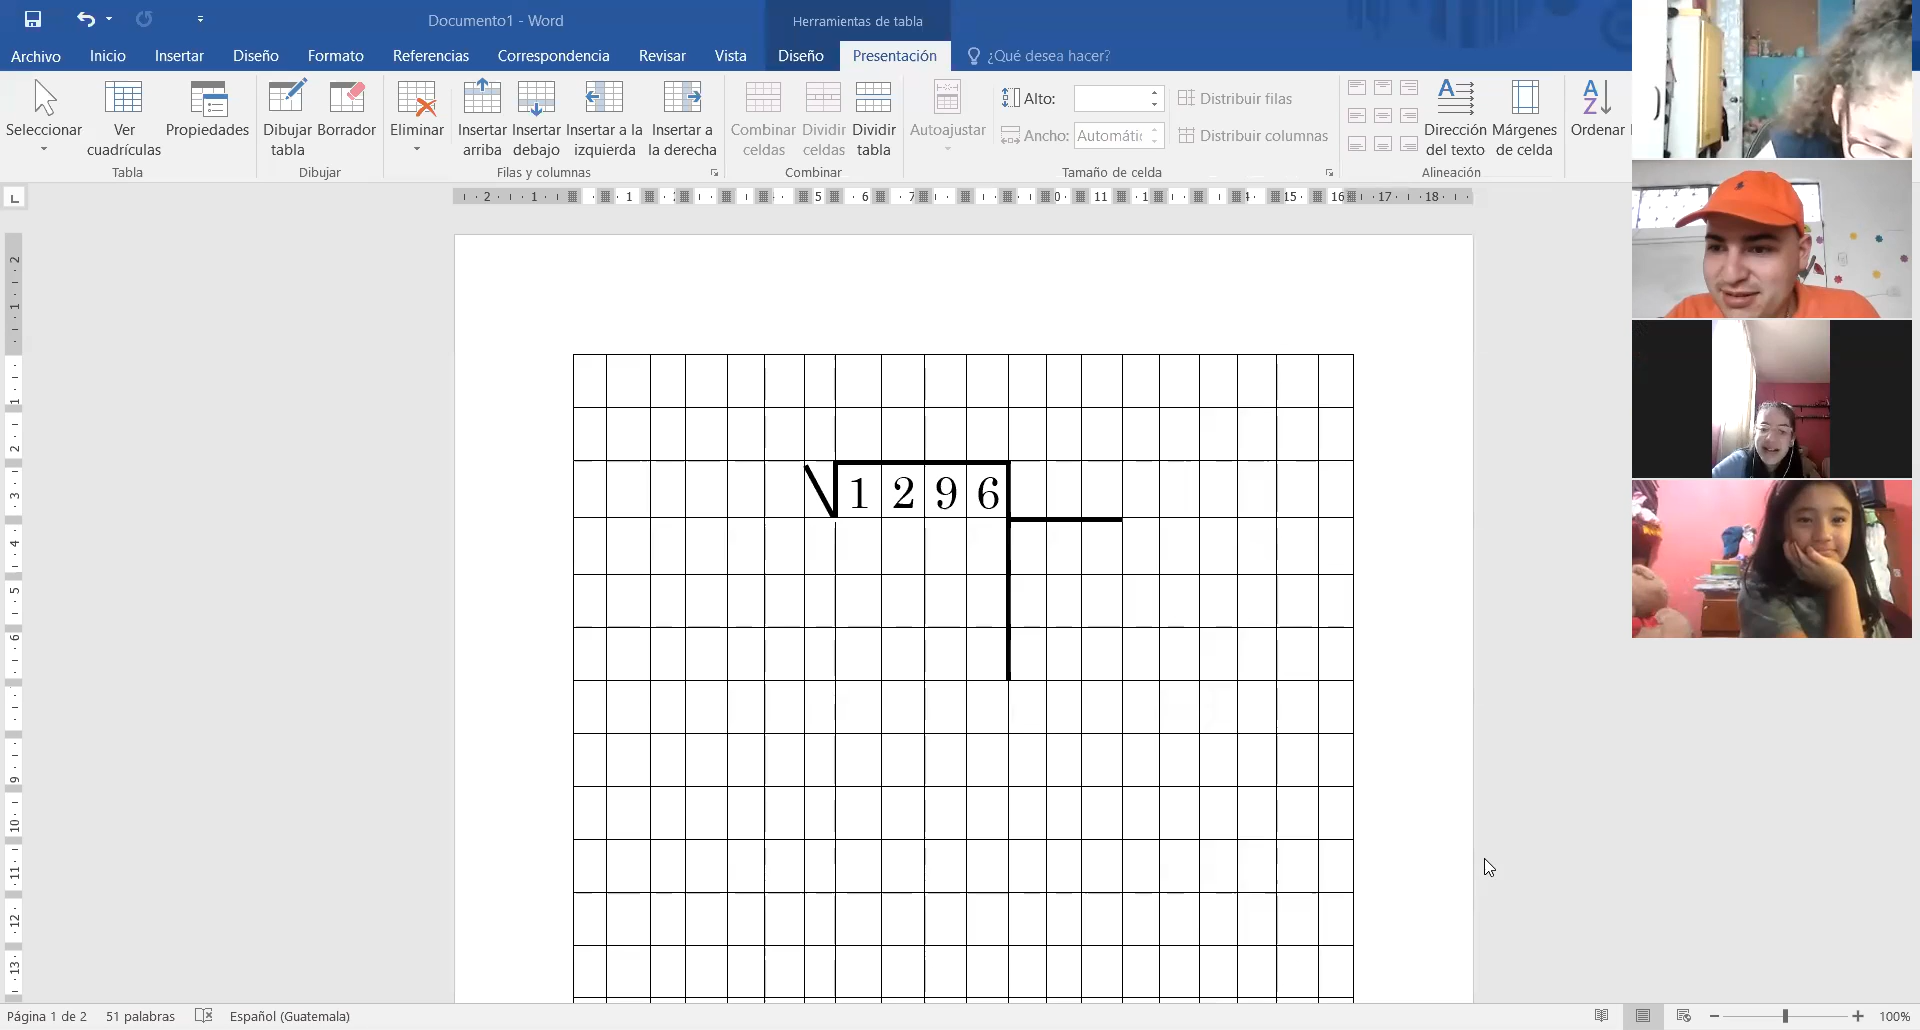 Documento1 - Word
Herramientas de tabla
Archivo Inicio Insertar Diseño Formato Referencias Correspondencia Revisar Vista Diseño Presentación ¿Qué desea hacer?
Seleccionar
Ver cuadrículas
Propiedades
Tabla
Dibujar tabla
Borrador
Dibujar
Eliminar
Insertar arriba
Insertar debajo
Insertar a la izquierda
Insertar a la derecha
Filas y columnas
Combinar celdas
Dividir celdas
Dividir tabla
Combinar
Autoajustar
Alto:
Ancho: Automátic
Distribuir filas
Distribuir columnas
Tamaño de celda
Dirección del texto
Márgenes de celda
Alineación
Ordenar
1 2 9 6
Página 1 de 2 51 palabras Español (Guatemala) 100%